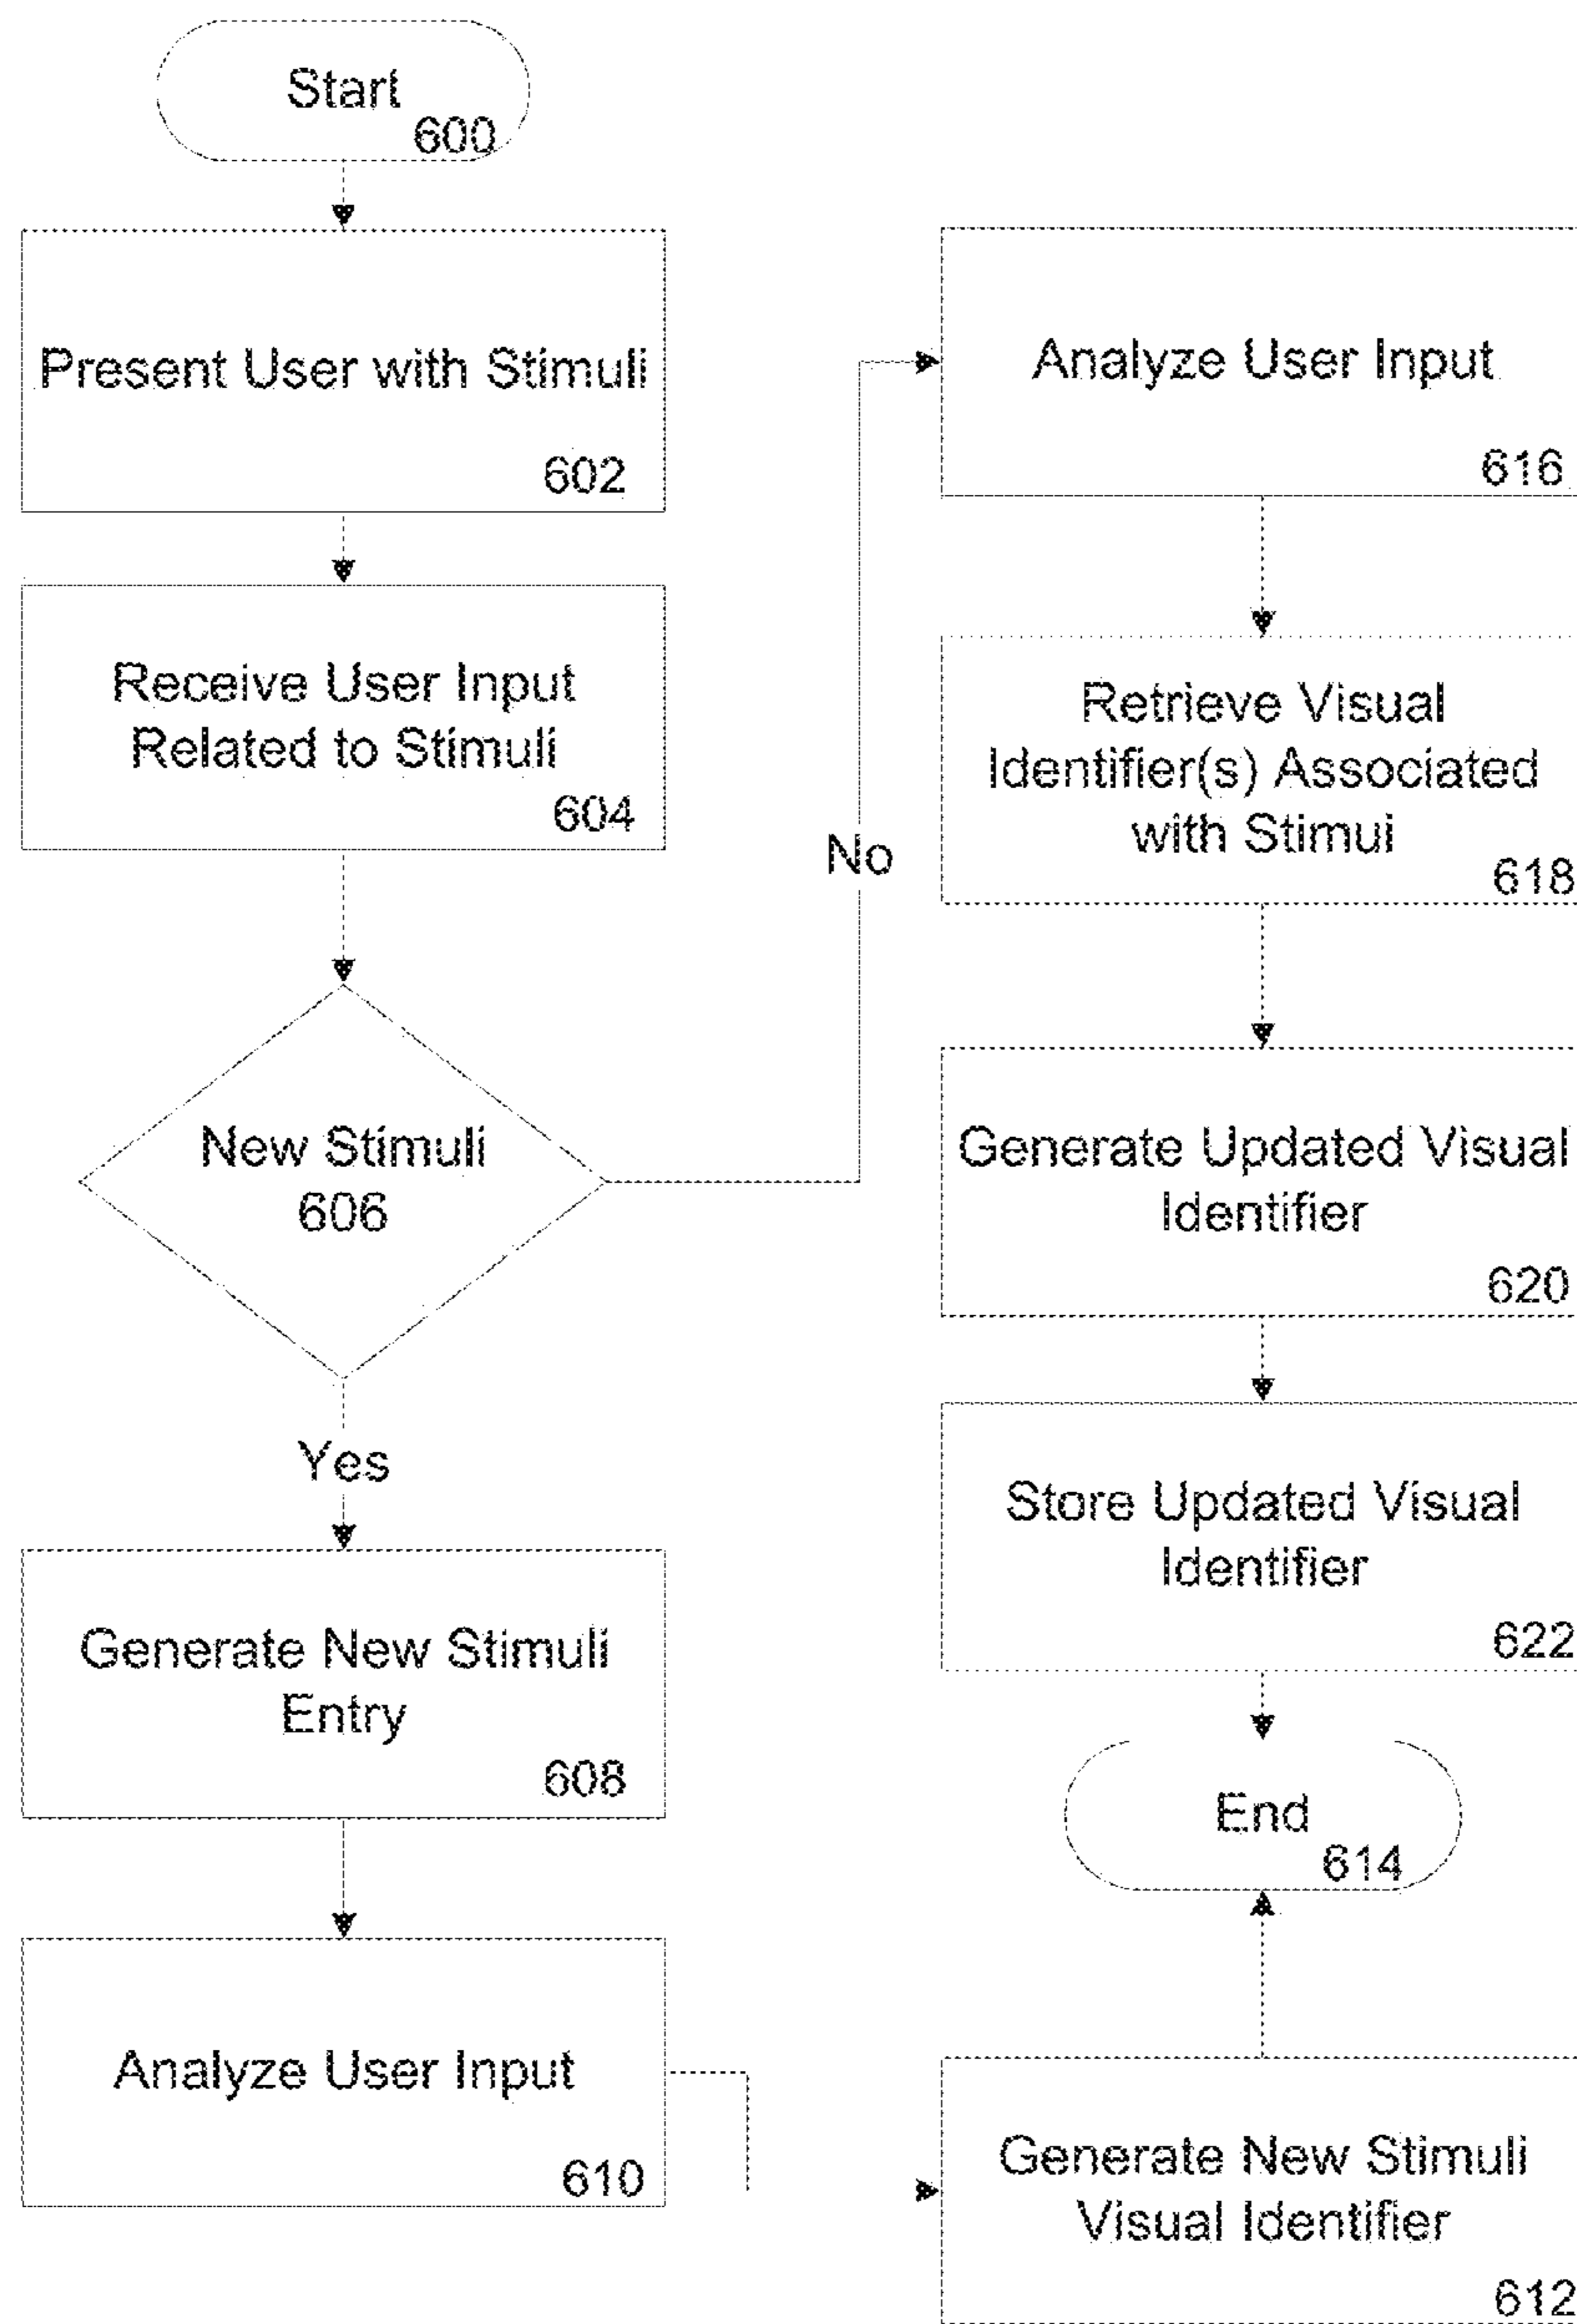 Start
600
Present User with Stimuli
602
Receive User Input
Related to Stimuli
604
New Stimuli
606
Yes
No
Generate New Stimuli
Entry
608
Analyze User Input
610
Analyze User Input
616
Retrieve Visual
Identifier(s) Associated
with Stimui
618
Generate Updated Visual
Identifier
620
Store Updated Visual
Identifier
622
End
614
Generate New Stimuli
Visual Identifier
612